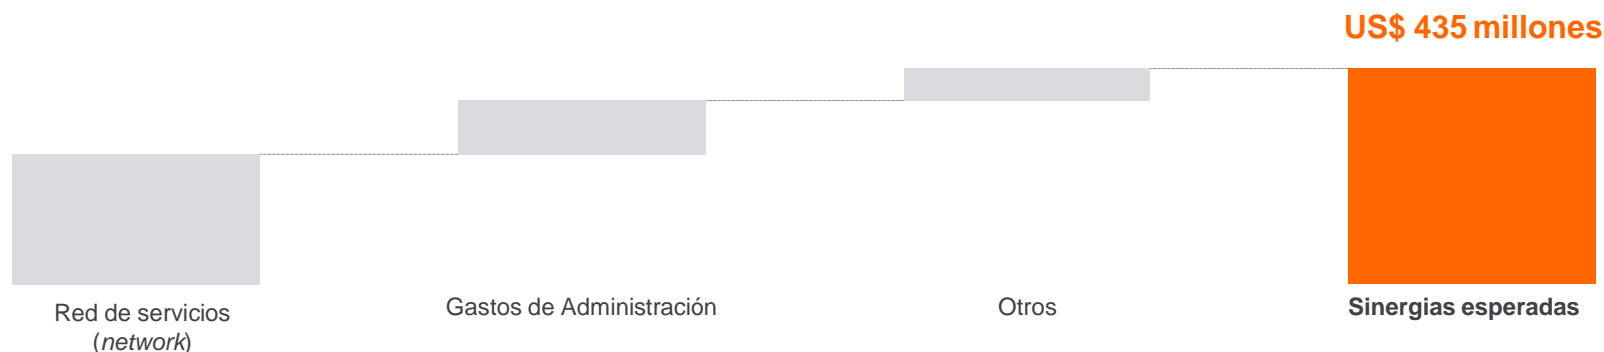 US$ 435 millones
Red de servicios
(network)
Gastos de Administración
Otros
Sinergias esperadas